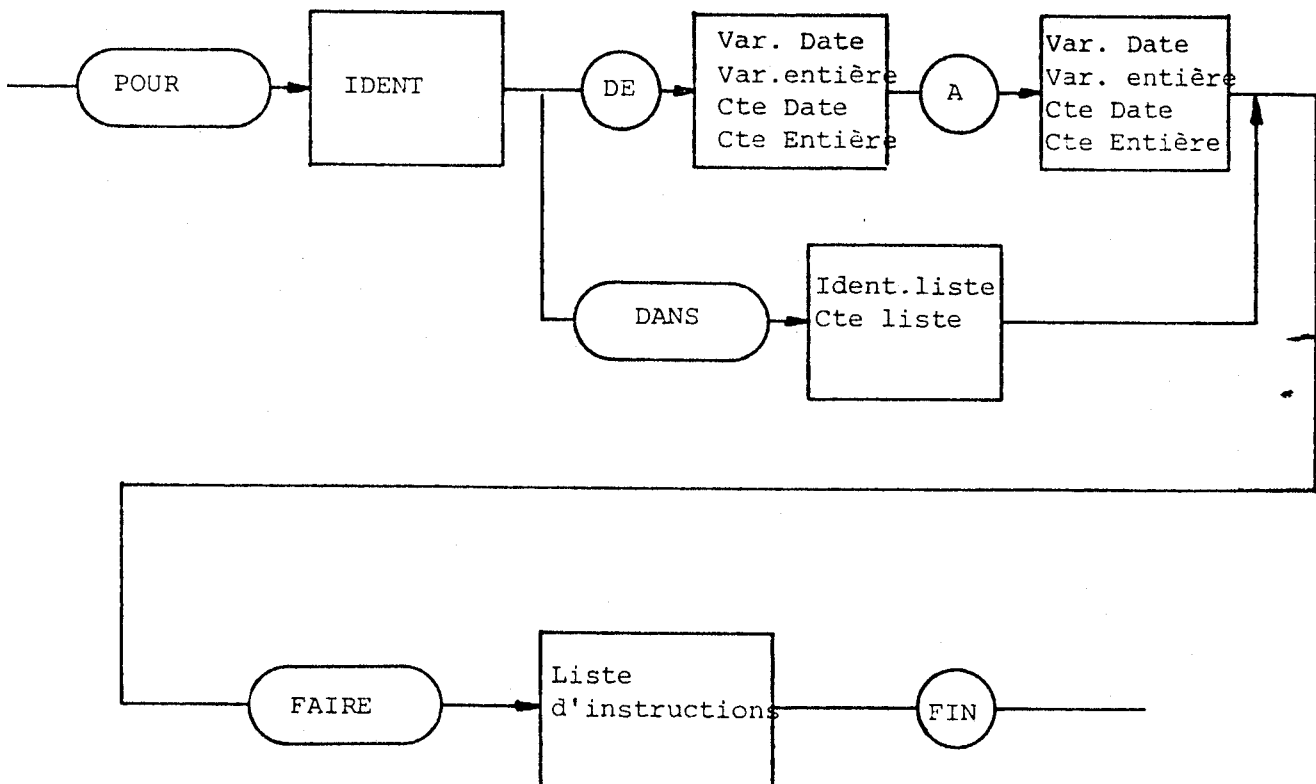 POUR
IDENT
DE
Var. Date
Var.entière
Cte Date
Cte Entière
A
Var. Date
Var. entière
Cte Date
Cte Entière
DANS
Ident.liste
Cte liste
FAIRE
Liste
d'instructions
FIN